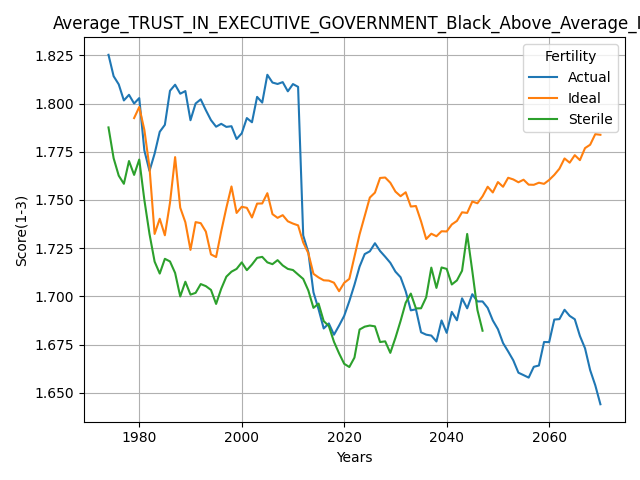 Average_TRUST_IN_EXECUTIVE_GOVERNMENT_Black_Above_Average_I
Fertility
Actual
Ideal
Sterile
Score(1-3)
1.825
1.800
1.775
1.750
1.725
1.700
1.675
1.650
1980
2000
2020
2040
2060
Years